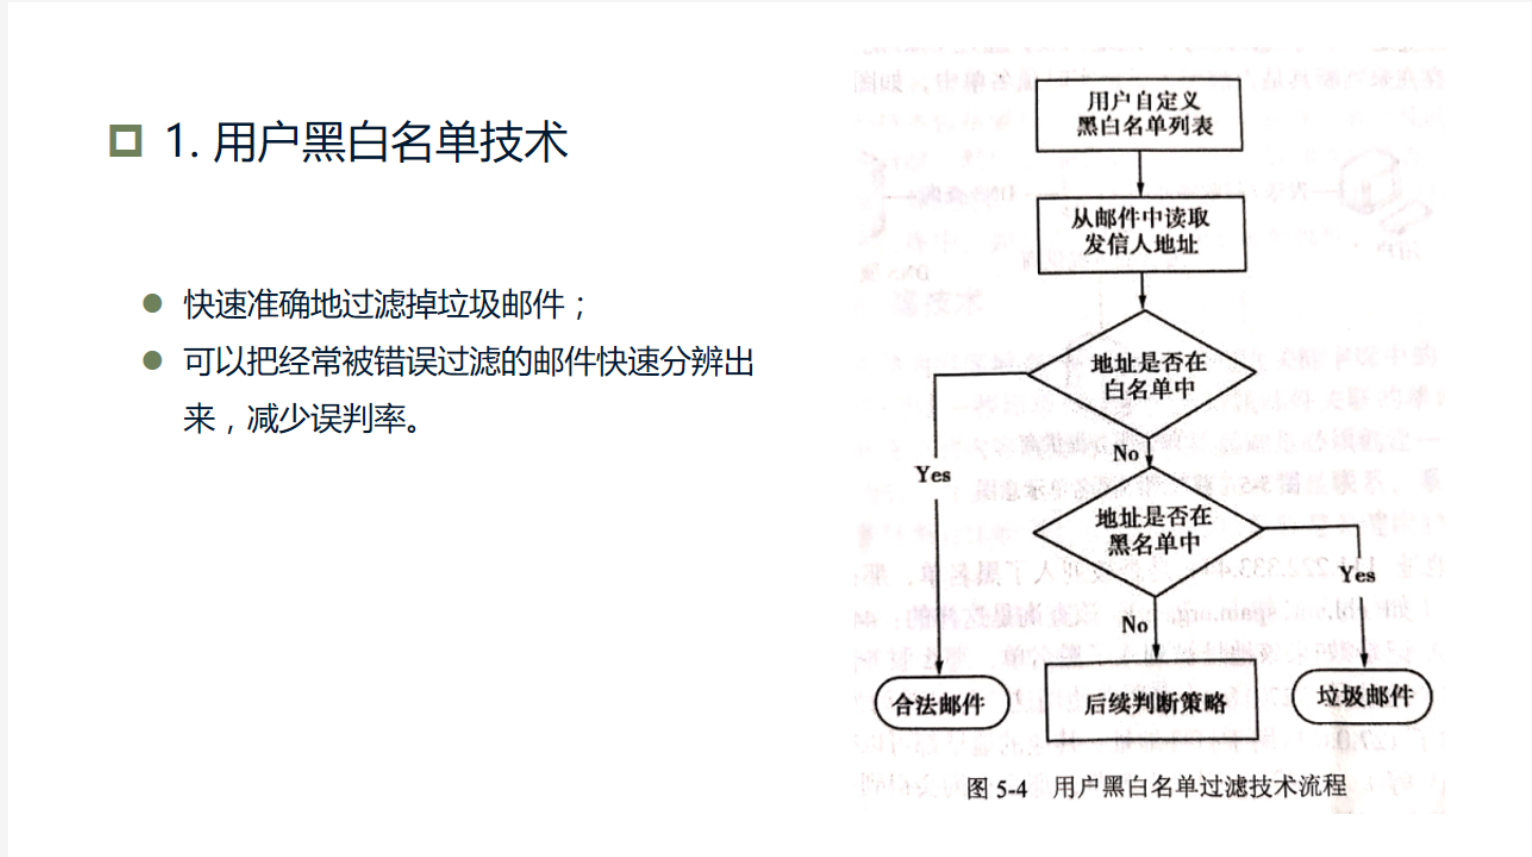 1. 用户黑白名单技术
快速准确地过滤掉垃圾邮件；
可以把经常被错误过滤的邮件快速分辨出
来，减少误判率。
用户自定义
黑白名单列表
从邮件中读取
发信人地址
地址是否在
白名单中
No
Yes
地址是否在
黑名单中
Yes
No
合法邮件
后续判断策略
垃圾邮件
图 5-4 用户黑白名单过滤技术流程